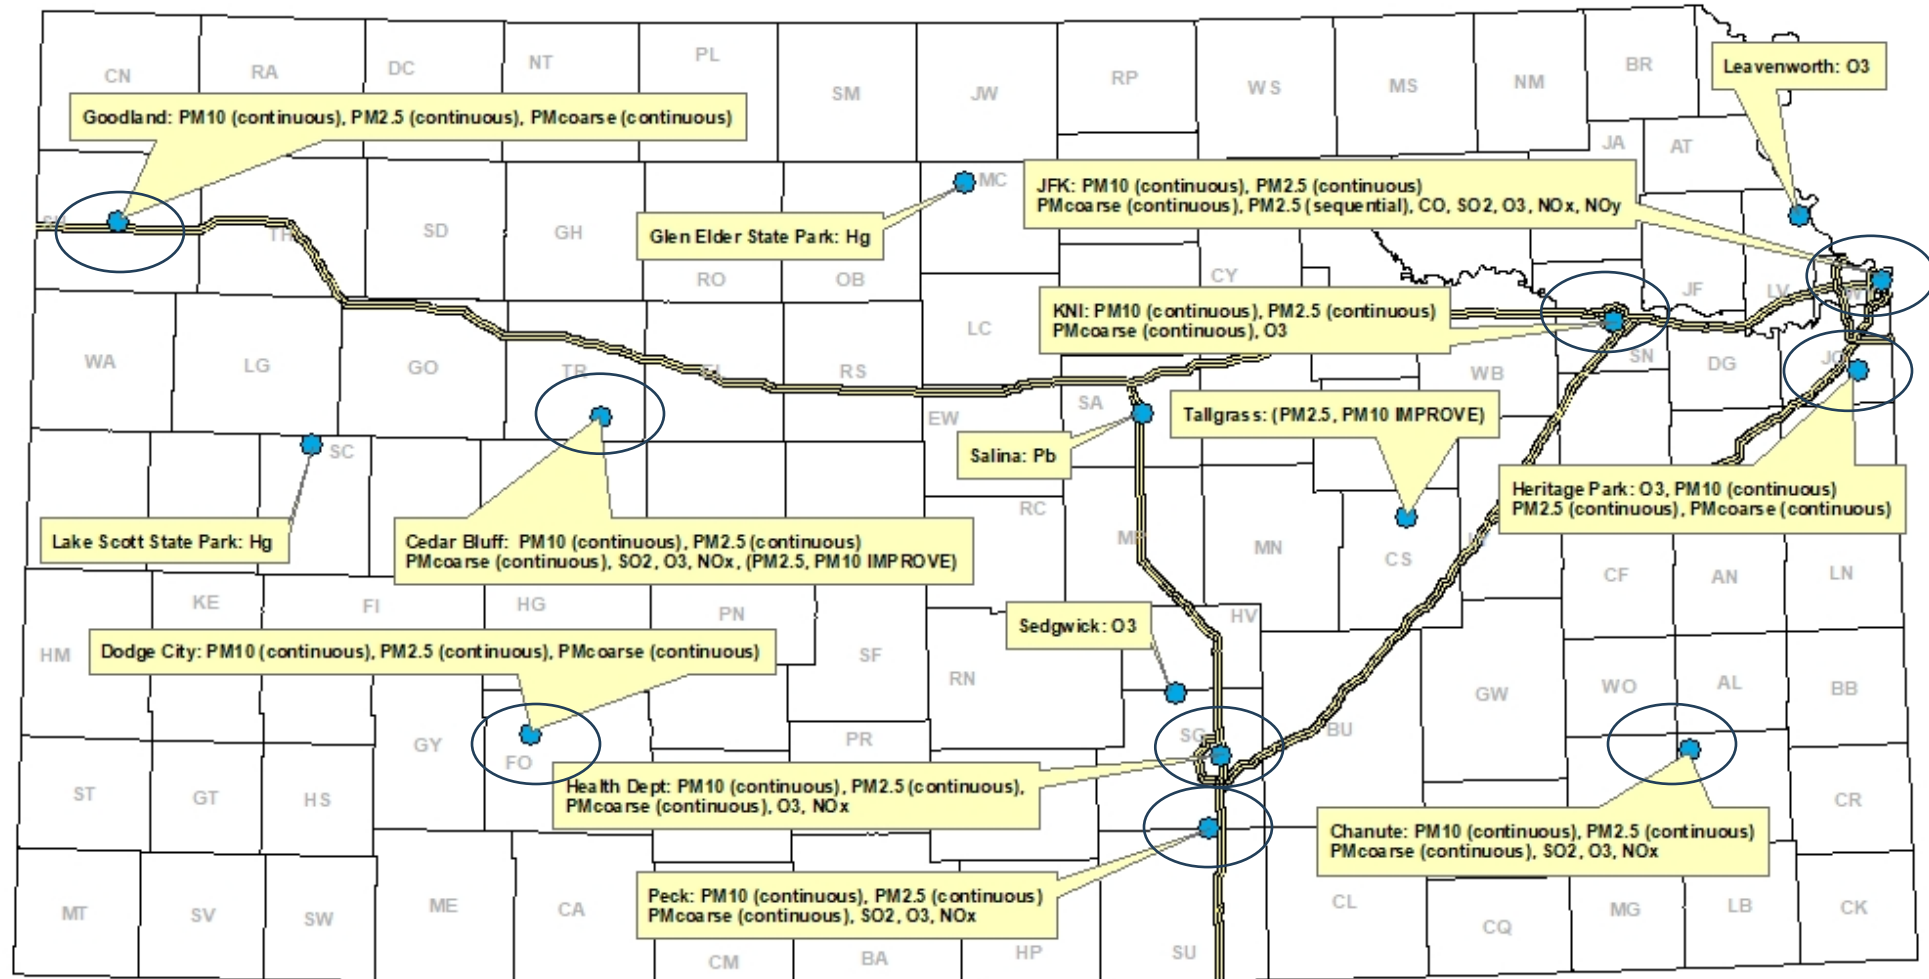 CN
RA
DC
NT
PL
SM
JW
RP
WS
MS
NM
BR
Leavenworth: O3
Goodland: PM10 (continuous), PM2.5 (continuous), PMcoarse (continuous)
JA
AT
MC
JFK: PM10 (continuous), PM2.5 (continuous)
PMcoarse (continuous), PM2.5 (sequential), CO, SO2, O3, NOx, NOy
TH
SD
GH
Glen Elder State Park: Hg
RO
OB
CY
JF
LV
KNI: PM10 (continuous), PM2.5 (continuous)
PMcoarse (continuous), O3
LC
WA
LG
GO
TR
RS
WB
SN
DG
JO
EW
SA
Tallgrass: (PM2.5, PM10 IMPROVE)
SC
Salina: Pb
Heritage Park: O3, PM10 (continuous)
PM2.5 (continuous), PMcoarse (continuous)
Lake Scott State Park: Hg
Cedar Bluff: PM10 (continuous), PM2.5 (continuous)
PMcoarse (continuous), SO2, O3, NOx, (PM2.5, PM10 IMPROVE)
RC
MN
CS
CF
AN
LN
KE
FI
HG
PN
HV
Sedgwick: O3
HM
Dodge City: PM10 (continuous), PM2.5 (continuous), PMcoarse (continuous)
SF
RN
GW
WO
AL
BB
GY
FO
PR
SG
BU
Health Dept: PM10 (continuous), PM2.5 (continuous),
PMcoarse (continuous), O3, NOx
ST
GT
HS
CR
Chanute: PM10 (continuous), PM2.5 (continuous)
PMcoarse (continuous), SO2, O3, NOx
Peck: PM10 (continuous), PM2.5 (continuous)
PMcoarse (continuous), SO2, O3, NOx
MT
SV
SW
ME
CA
CL
CQ
MG
LB
CK
CM
BA
HP
SU